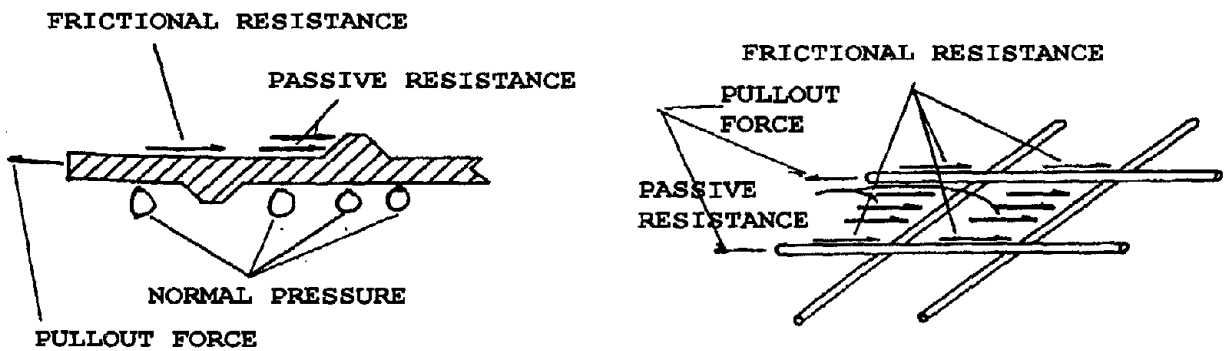 FRICTIONAL RESISTANCE
PASSIVE RESISTANCE
NORMAL PRESSURE
PULLOUT FORCE
FRICTIONAL RESISTANCE
PULLOUT
FORCE
PASSIVE
RESISTANCE